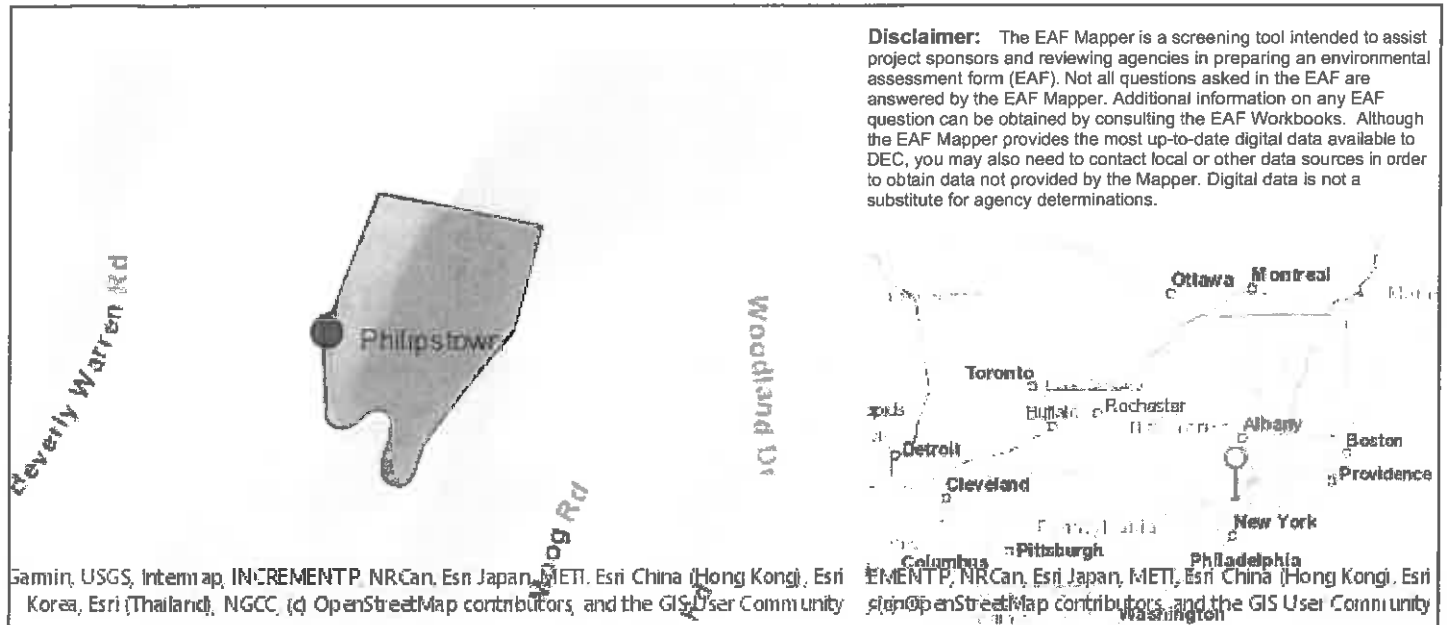 Disclaimer: The EAF Mapper is a screening tool intended to assist
project sponsors and reviewing agencies in preparing an environmental
assessment form (EAF). Not all questions asked in the EAF are
answered by the EAF Mapper. Additional information on any EAF
question can be obtained by consulting the EAF Workbooks. Although
the EAF Mapper provides the most up-to-date digital data available to
DEC, you may also need to contact local or other data sources in order
to obtain data not provided by the Mapper. Digital data is not a
substitute for agency determinations.
Beverly Warren Rd
Philipstown
Woodland Dr
Rd
Garmin, USGS, Intermap, INCREMENT P, NRCan, Esri Japan, METI, Esri China (Hong Kong), Esri
Korea, Esri (Thailand), NGCC, (c) OpenStreetMap contributors, and the GIS User Community
Ottawa
Montreal
Toronto
Buffalo
Rochester
Albany
Detroit
Boston
Cleveland
Providence
New York
Pittsburgh
Philadelphia
Columbus
EMENT P, NRCan, Esri Japan, METI, Esri China (Hong Kong), Esri
OpenStreetMap contributors, and the GIS User Community
Washington